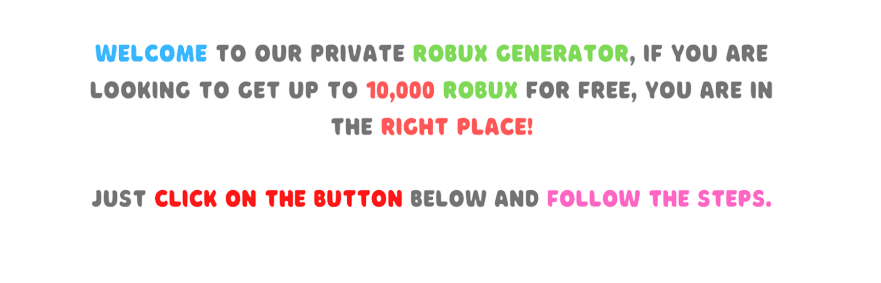 WELCOME TO OUR PRIVATE ROBUX GENERATOR, IF YOU ARE
LOOKING TO GET UP TO 10,000 ROBUX FOR FREE, YOU ARE IN
THE RIGHT PLACE!
JUST CLICK ON THE BUTTON BELOW AND FOLLOW THE STEPS.